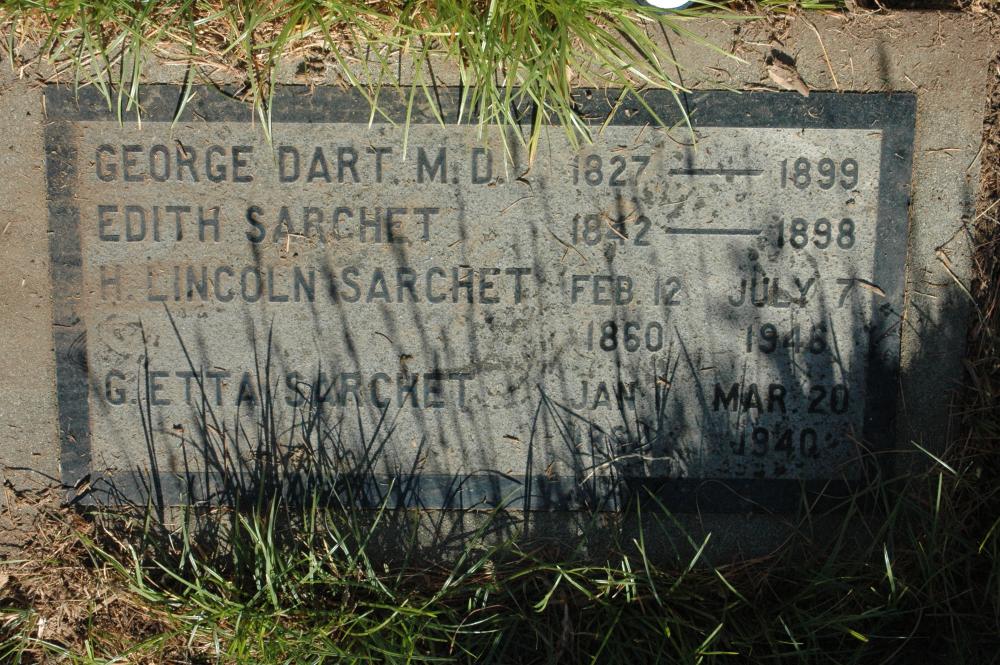 GEORGE DART, M.D. 1827 — 1899
EDITH SARCHET — 1898
H. LINCOLN SARCHET FEB. 12 JULY 7
1860 1946
G. ETTA SARCHET JAN MAR. 20
1940